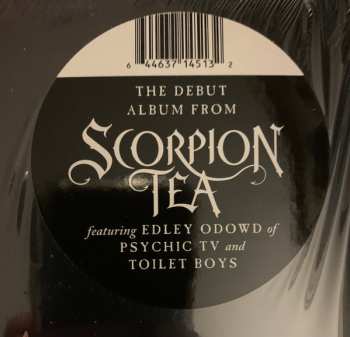 6 44637 14513 2
THE DEBUT
ALBUM FROM
SCORPION
TEA
featuring EDLEY ODOWD of
PSYCHIC TV and
TOILET BOYS